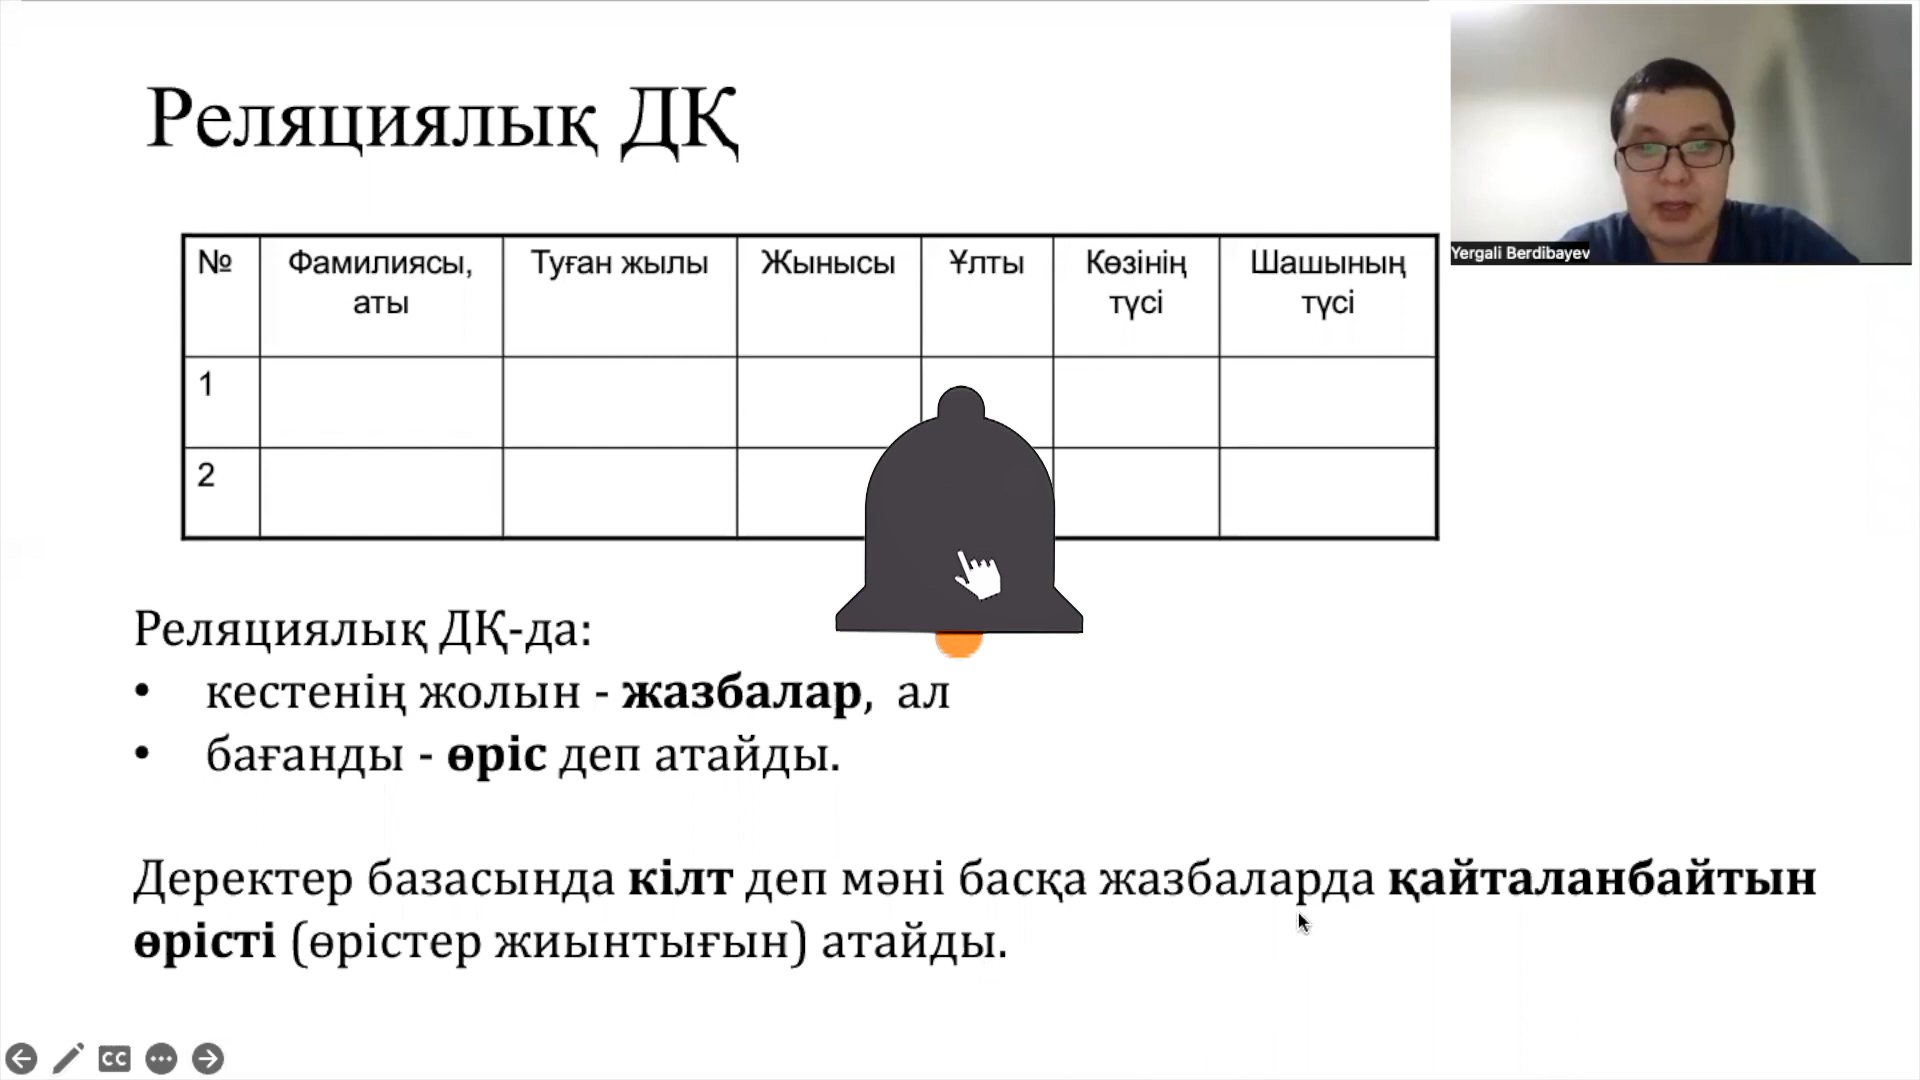 Реляциялық ДҚ
№ Фамилиясы, аты Туған жылы Жынысы Ұлты Көзінің түсі Шашының түсі
1
2
Yergali Berdibayev
Реляциялық ДҚ-да:
• кестенің жолын - жазбалар, ал
• бағанды - өріс деп атайды.
Деректер базасында кілт деп мәні басқа жазбаларда қайталанбайтын
өрісті (өрістер жиынтығын) атайды.
CC